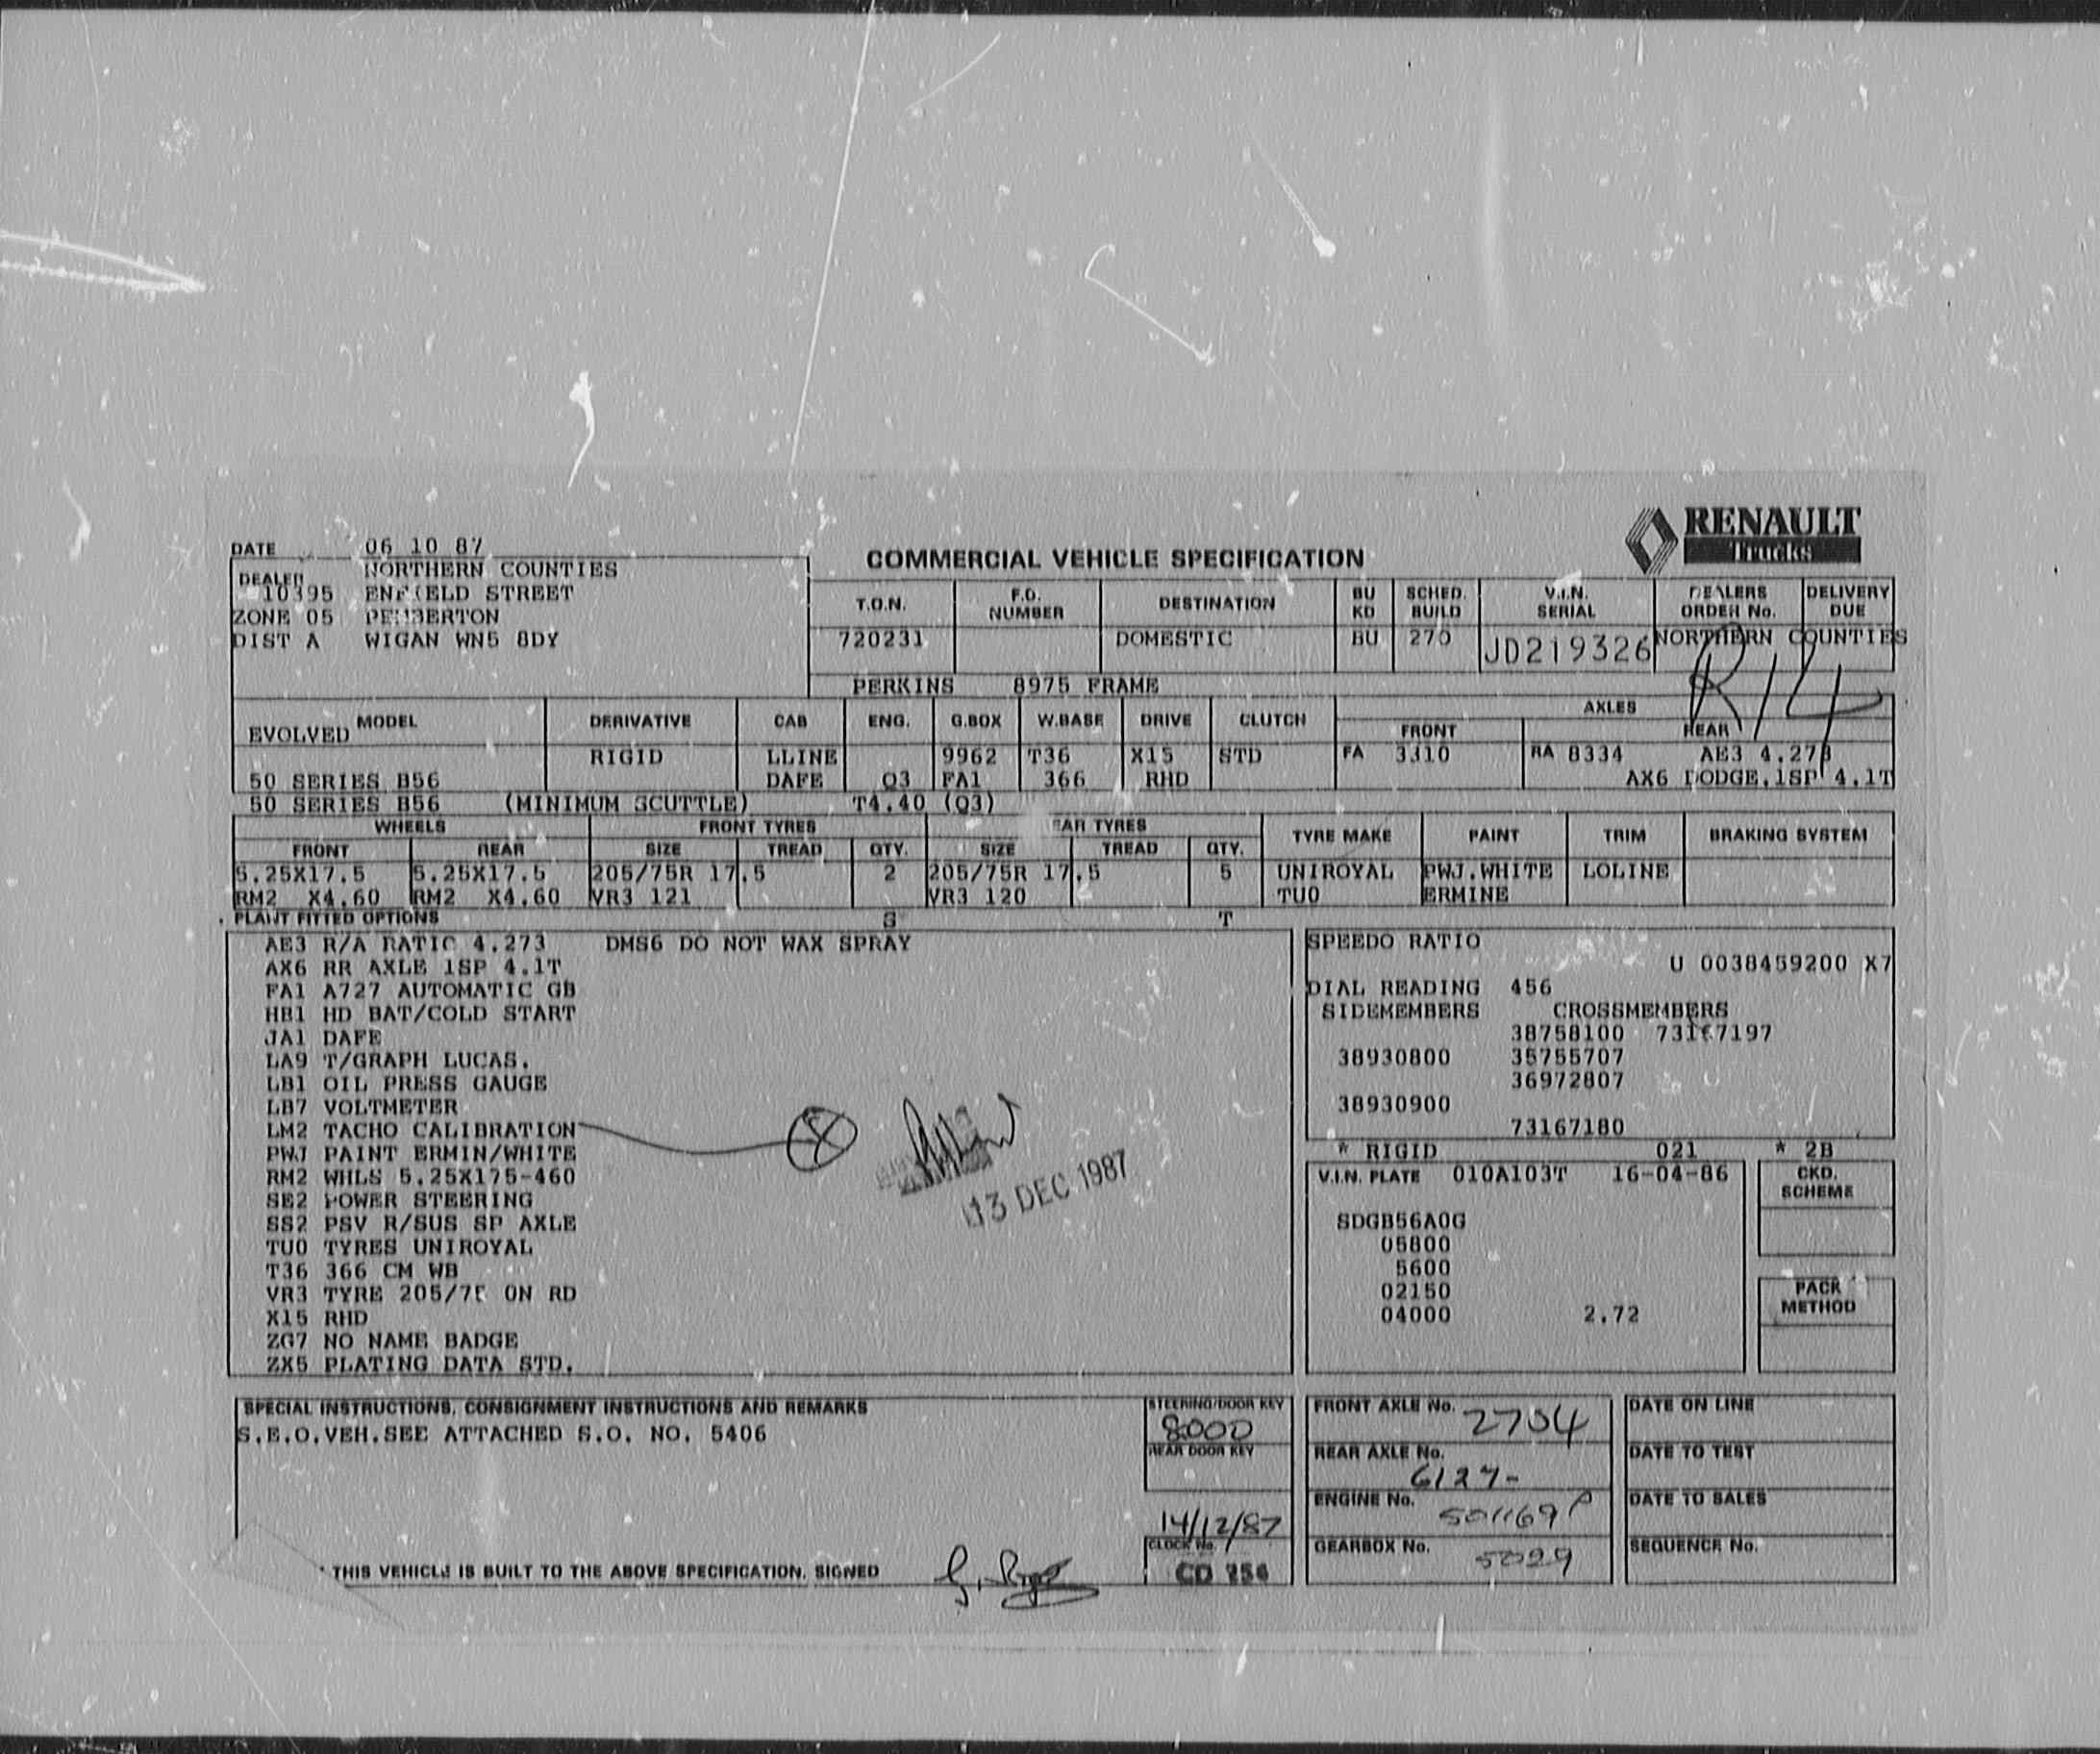 RENAULT
Trucks
DATE 06 10 87
COMMERCIAL VEHICLE SPECIFICATION
DEALER NORTHERN COUNTIES
10395 ENFIELD STREET
ZONE 05 PEMBERTON
DIST A WIGAN WN5 8DY
T.O.N. F.O. NUMBER DESTINATION BU KD SCHED. BUILD V.I.N. SERIAL DEALERS ORDER No. DELIVERY DUE
720231 DOMESTIC BU 270 JD219326 NORTHERN COUNTIES
R14
PERKINS 8975 FRAME
MODEL DERIVATIVE CAB ENG. G.BOX W.BASE DRIVE CLUTCH AXLES
EVOLVED FRONT REAR
RIGID LLINE 9962 T36 X15 STD FA 3310 RA 8334 AE3 4.273
50 SERIES B56 DAFE Q3 FA1 366 RHD AX6 DODGE.1SP 4.1T
50 SERIES B56 (MINIMUM SCUTTLE) T4.40 (Q3)
WHEELS FRONT TYRES REAR TYRES TYRE MAKE PAINT TRIM BRAKING SYSTEM
FRONT REAR SIZE TREAD QTY. SIZE TREAD QTY.
5.25X17.5 5.25X17.5 205/75R 17.5 2 205/75R 17.5 5 UNIROYAL PWJ.WHITE LOLINE
RM2 X4.60 RM2 X4.60 VR3 121 VR3 120 TU0 ERMINE
PLANT FITTED OPTIONS S T
AE3 R/A RATIO 4.273 DMS6 DO NOT WAX SPRAY
AX6 RR AXLE 1SP 4.1T
FA1 A727 AUTOMATIC GB
HB1 HD BAT/COLD START
JA1 DAFE
LA9 T/GRAPH LUCAS.
LB1 OIL PRESS GAUGE
LB7 VOLTMETER
LM2 TACHO CALIBRATION
PWJ PAINT ERMIN/WHITE
RM2 WHLS 5.25X175-460
SE2 POWER STEERING
SS2 PSV R/SUS SP AXLE
TU0 TYRES UNIROYAL
T36 366 CM WB
VR3 TYRE 205/75 ON RD
X15 RHD
ZG7 NO NAME BADGE
ZX5 PLATING DATA STD.
13 DEC 1987
SPEEDO RATIO
U 0038459200 X7
DIAL READING 456
SIDEMEMBERS CROSSMEMBERS
38758100 73167197
38930800 35755707
36972807
38930900
73167180
* RIGID 021 * 2B
V.I.N. PLATE 010A103T 16-04-86 CKD. SCHEME
SDGB56A0G
05800
5600
02150
04000 2.72
PACK METHOD
SPECIAL INSTRUCTIONS, CONSIGNMENT INSTRUCTIONS AND REMARKS
S.E.O.VEH.SEE ATTACHED S.O. NO. 5406
STEERING/DOOR KEY
8000
REAR DOOR KEY
14/12/87
CLOCK No.
THIS VEHICLE IS BUILT TO THE ABOVE SPECIFICATION. SIGNED
FRONT AXLE No. 2704
REAR AXLE No.
6127-
ENGINE No. 501169P
GEARBOX No. 5029
DATE ON LINE
DATE TO TEST
DATE TO SALES
SEQUENCE No.